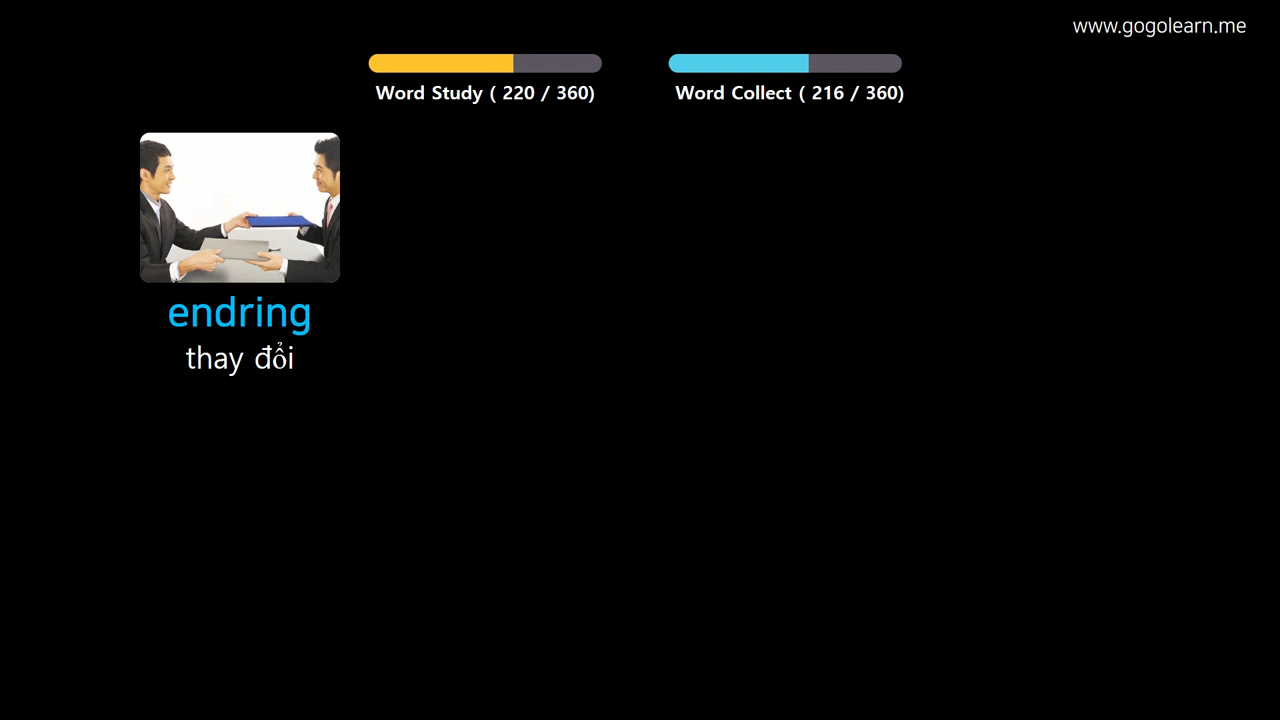 www.gogolearn.me
Word Study ( 220 / 360)
Word Collect ( 216 / 360)
endring
thay đổi